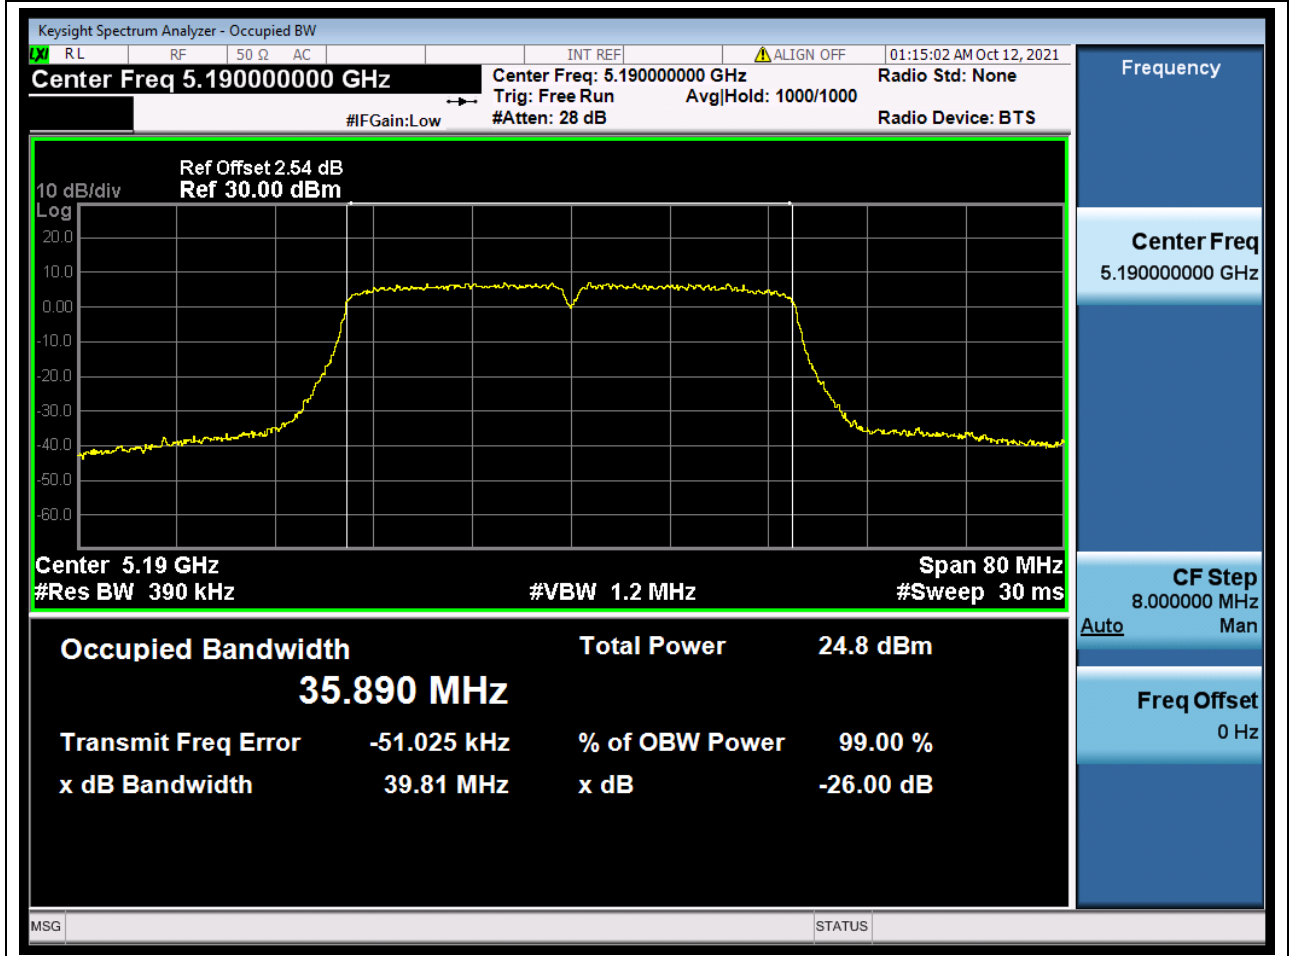 Keysight Spectrum Analyzer - Occupied BW
LXI RL RF 50 Ω AC INT REF ALIGN OFF 01:15:02 AM Oct 12, 2021
Center Freq 5.190000000 GHz
Center Freq: 5.190000000 GHz
Radio Std: None
Trig: Free Run Avg|Hold: 1000/1000
#IFGain:Low
#Atten: 28 dB
Radio Device: BTS
Ref Offset 2.54 dB
10 dB/div Ref 30.00 dBm
Log
20.0
10.0
0.00
-10.0
-20.0
-30.0
-40.0
-50.0
-60.0
Center 5.19 GHz Span 80 MHz
#Res BW 390 kHz #VBW 1.2 MHz #Sweep 30 ms
Occupied Bandwidth Total Power 24.8 dBm
35.890 MHz
Transmit Freq Error -51.025 kHz % of OBW Power 99.00 %
x dB Bandwidth 39.81 MHz x dB -26.00 dB
Frequency
Center Freq
5.190000000 GHz
CF Step
8.000000 MHz
Auto Man
Freq Offset
0 Hz
MSG STATUS